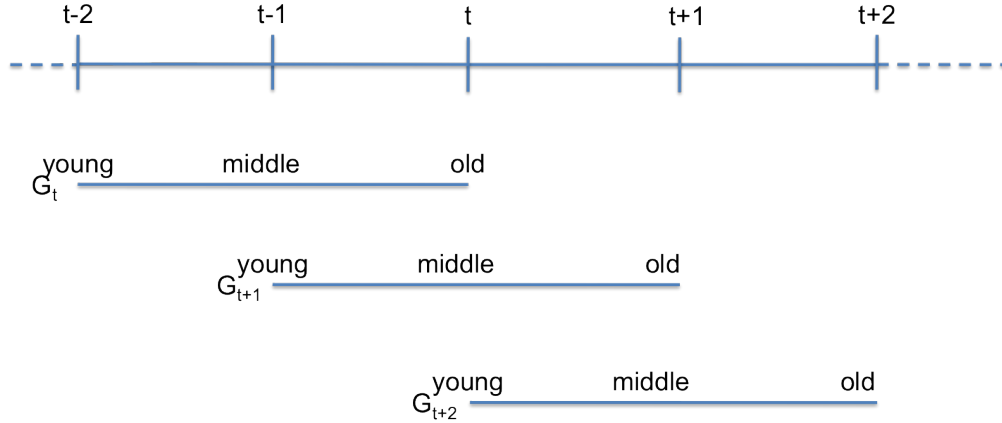 t-2 t-1 t t+1 t+2
young middle old
Gt
young middle old
Gt+1
young middle old
Gt+2